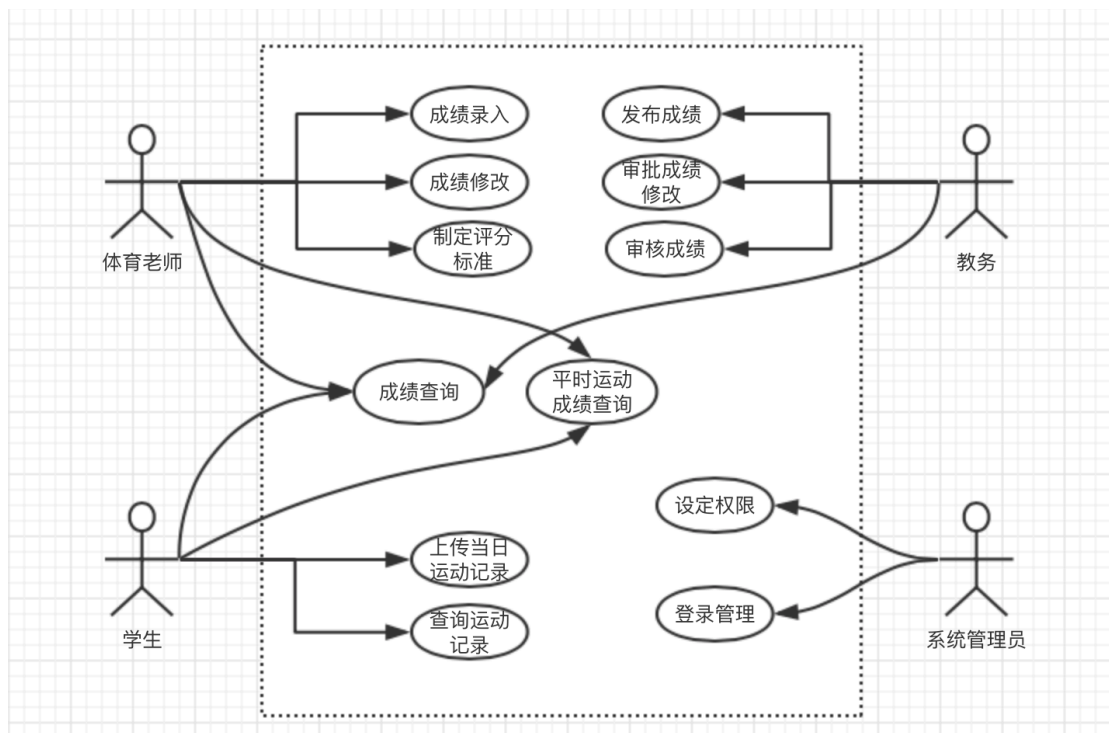 成绩录入
发布成绩
成绩修改
审批成绩
修改
制定评分
标准
审核成绩
体育老师
教务
成绩查询
平时运动
成绩查询
设定权限
上传当日
运动记录
查询运动
记录
登录管理
学生
系统管理员